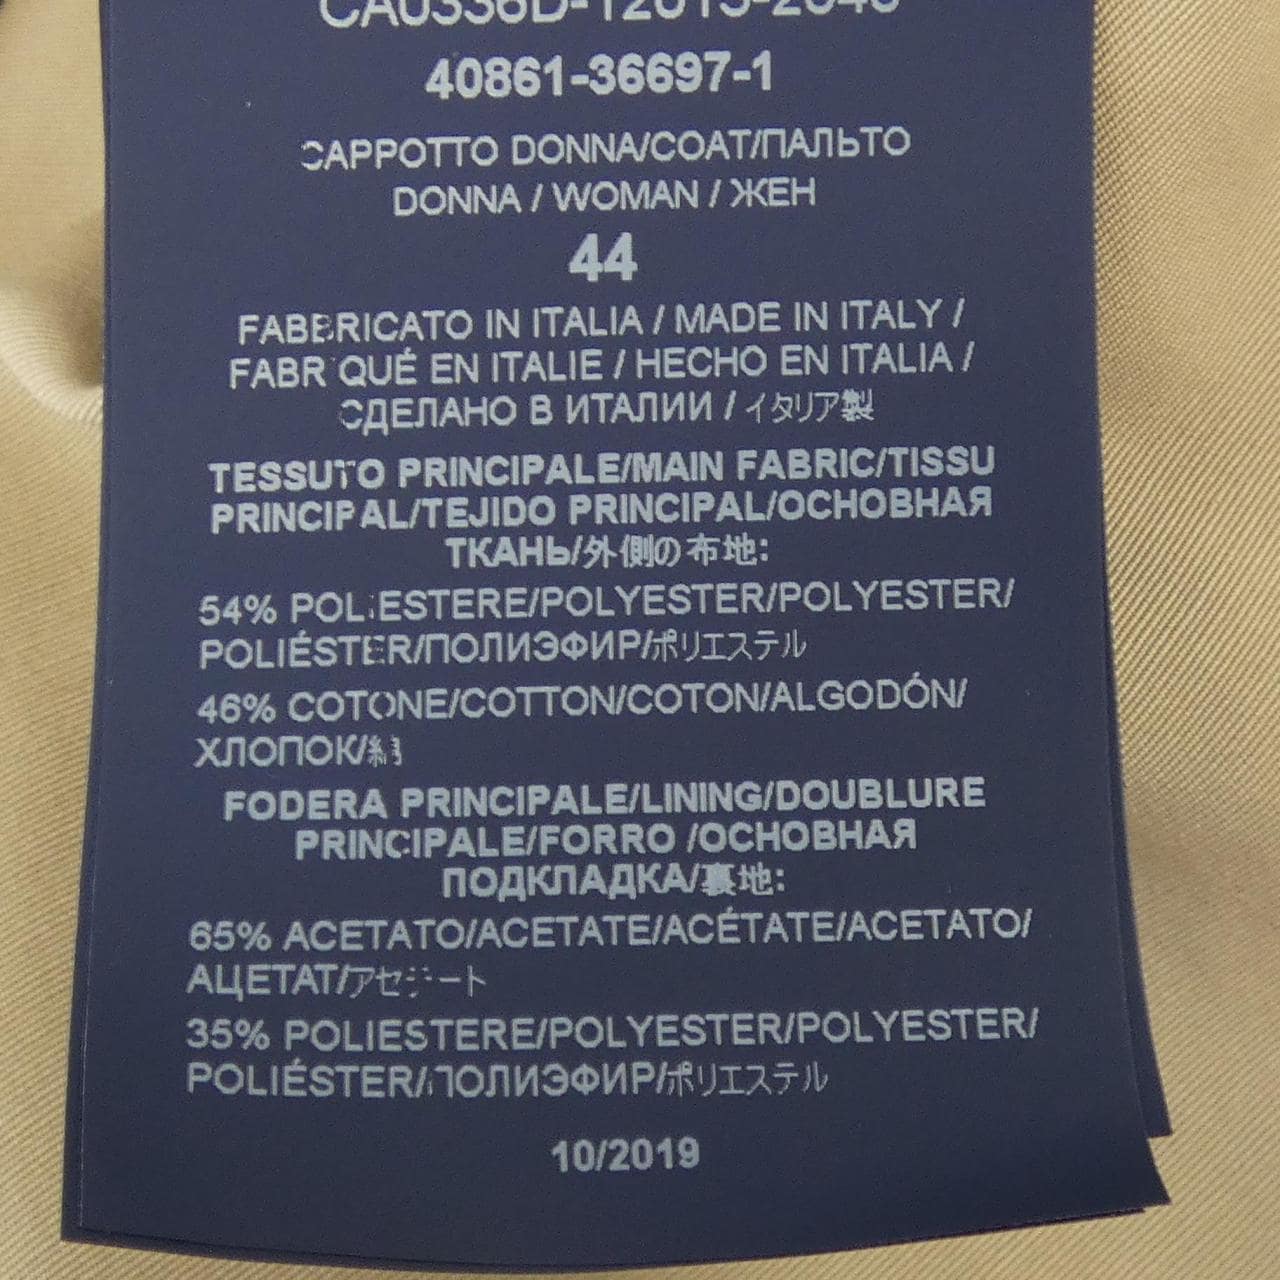 40861-36697-1
CAPPOTTO DONNA/COAT/ПАЛЬТО
DONNA / WOMAN / ЖЕН
44
FABBRICATO IN ITALIA / MADE IN ITALY /
FABRIQUÉ EN ITALIE / HECHO EN ITALIA /
СДЕЛАНО В ИТАЛИИ / イタリア製
TESSUTO PRINCIPALE/MAIN FABRIC/TISSU
PRINCIPAL/TEJIDO PRINCIPAL/ОСНОВНАЯ
ТКАНЬ/外側の布地:
54% POLIESTERE/POLYESTER/POLYESTER/
POLIÉSTER/ПОЛИЭФИР/ポリエステル
46% COTONE/COTTON/COTON/ALGODÓN/
ХЛОПОК/
FODERA PRINCIPALE/LINING/DOUBLURE
PRINCIPALE/FORRO /ОСНОВНАЯ
ПОДКЛАДКА/裏地:
65% ACETATO/ACETATE/ACÉTATE/ACETATO/
АЦЕТАТ/アセテート
35% POLIESTERE/POLYESTER/POLYESTER/
POLIÉSTER/ПОЛИЭФИР/ポリエステル
10/2019